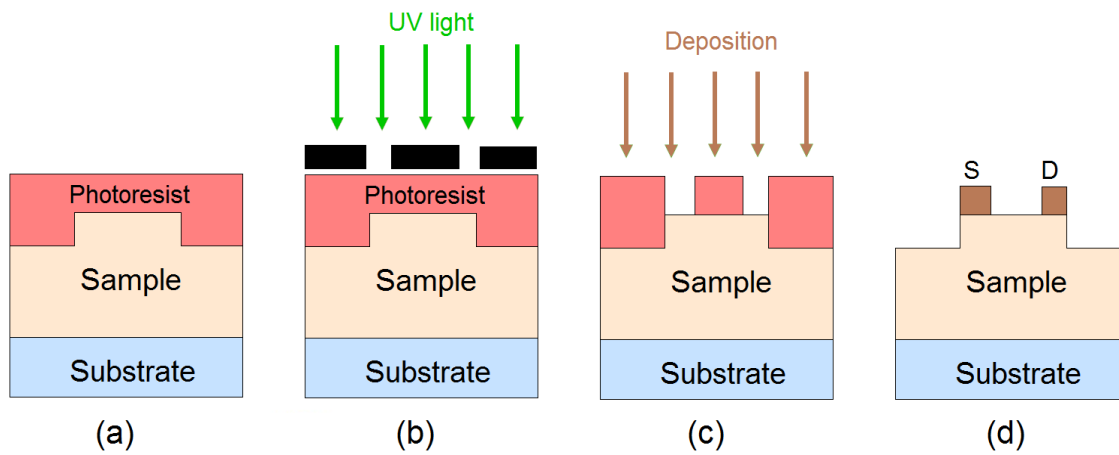 UV light
Deposition
Photoresist
Sample
Substrate
(a)
Photoresist
Sample
Substrate
(b)
Sample
Substrate
(c)
S D
Sample
Substrate
(d)